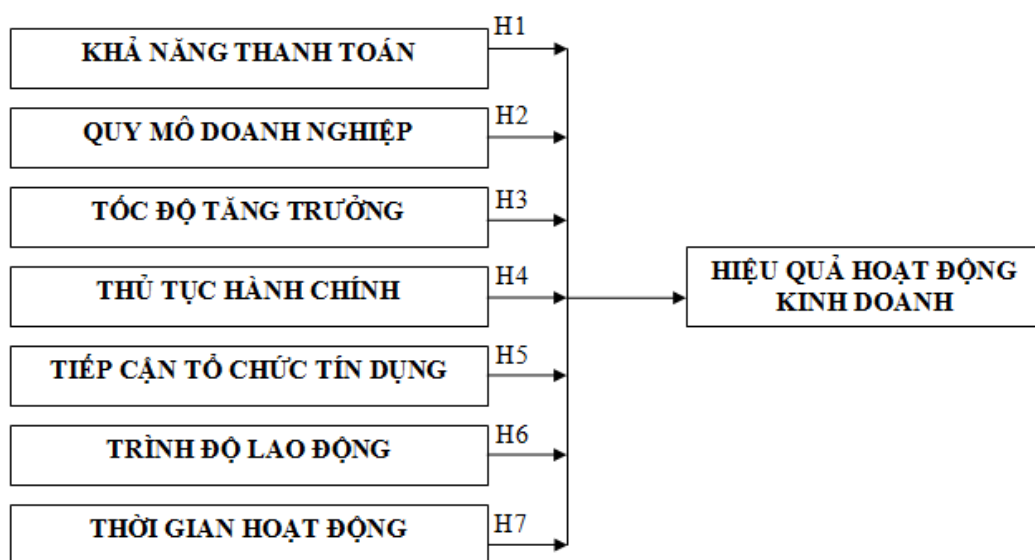 KHẢ NĂNG THANH TOÁN
H1
QUY MÔ DOANH NGHIỆP
H2
TỐC ĐỘ TĂNG TRƯỞNG
H3
THỦ TỤC HÀNH CHÍNH
H4
TIẾP CẬN TỔ CHỨC TÍN DỤNG
H5
TRÌNH ĐỘ LAO ĐỘNG
H6
THỜI GIAN HOẠT ĐỘNG
H7
HIỆU QUẢ HOẠT ĐỘNG
KINH DOANH